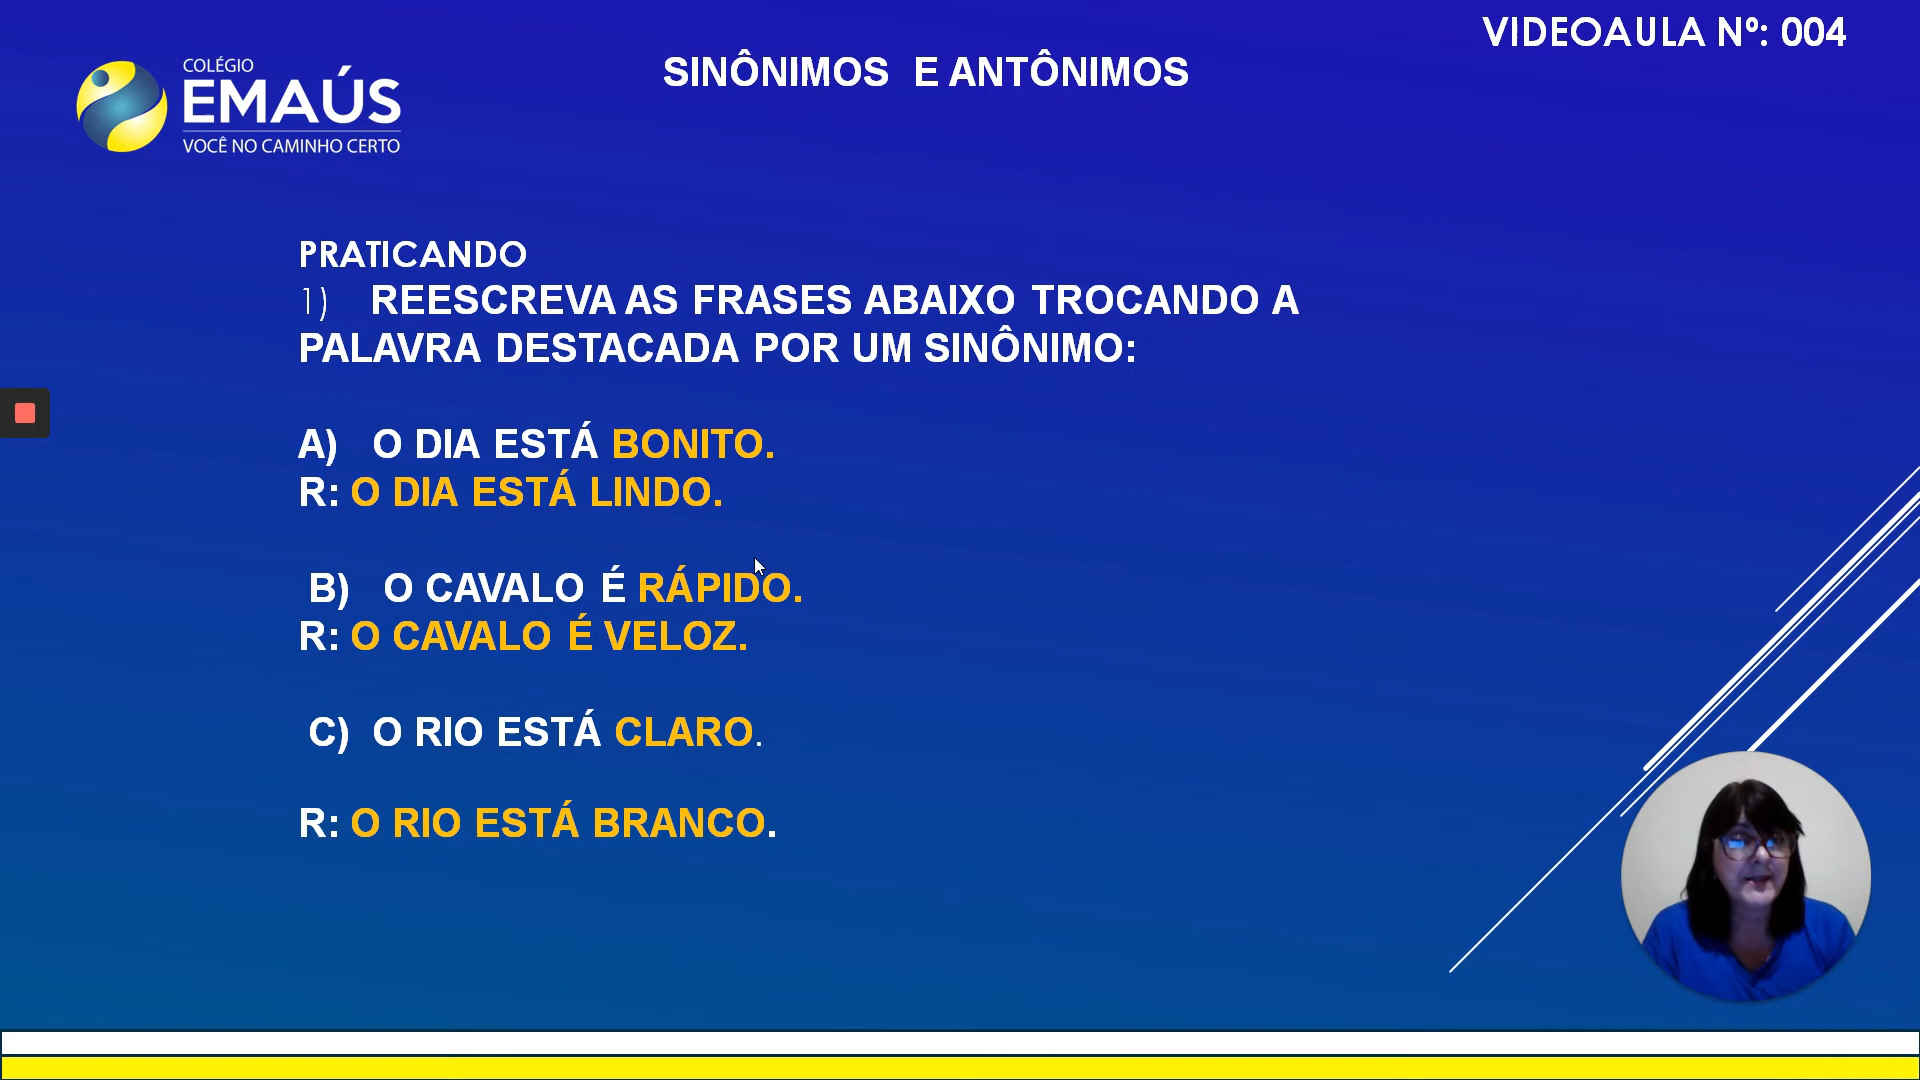 VIDEOAULA Nº: 004
SINÔNIMOS E ANTÔNIMOS
COLÉGIO
EMAÚS
VOCÊ NO CAMINHO CERTO
PRATICANDO
1) REESCREVA AS FRASES ABAIXO TROCANDO A
PALAVRA DESTACADA POR UM SINÔNIMO:
A) O DIA ESTÁ BONITO.
R: O DIA ESTÁ LINDO.
B) O CAVALO É RÁPIDO.
R: O CAVALO É VELOZ.
C) O RIO ESTÁ CLARO.
R: O RIO ESTÁ BRANCO.